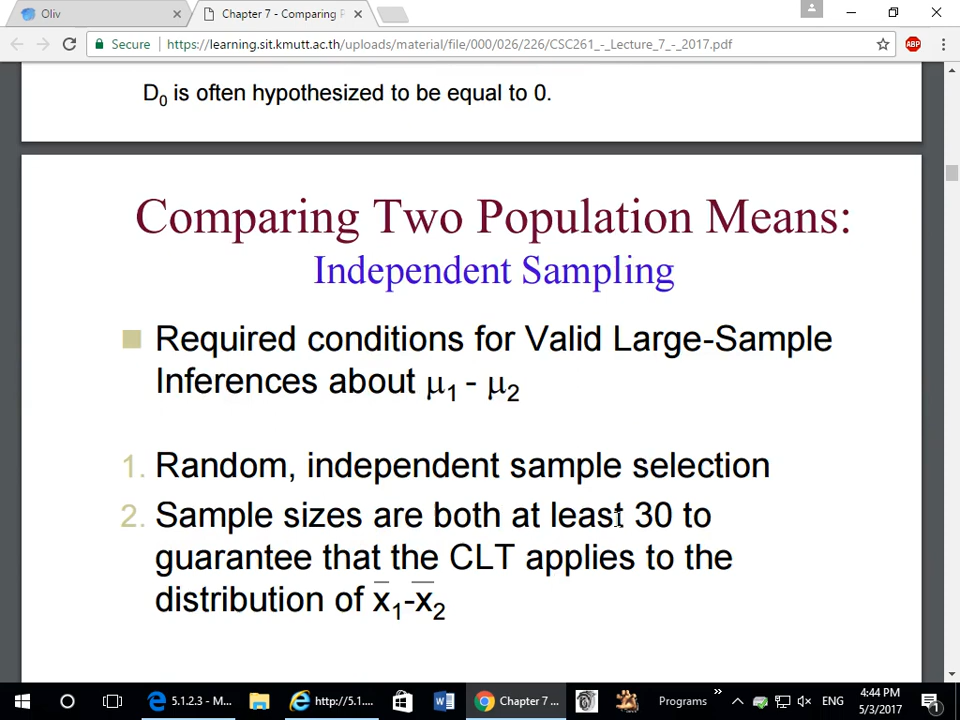 Oliv
Chapter 7 - Comparing P
Secure
https://learning.sit.kmutt.ac.th/uploads/material/file/000/026/226/CSC261_-_Lecture_7_-_2017.pdf
ABP
D0 is often hypothesized to be equal to 0.
Comparing Two Population Means:
Independent Sampling
Required conditions for Valid Large-Sample
Inferences about μ1 - μ2
1. Random, independent sample selection
2. Sample sizes are both at least 30 to
guarantee that the CLT applies to the
distribution of x̅1-x̅2
5.1.2.3 - M...
http://5.1....
Chapter 7 ...
Programs
ENG
4:44 PM
5/3/2017
1